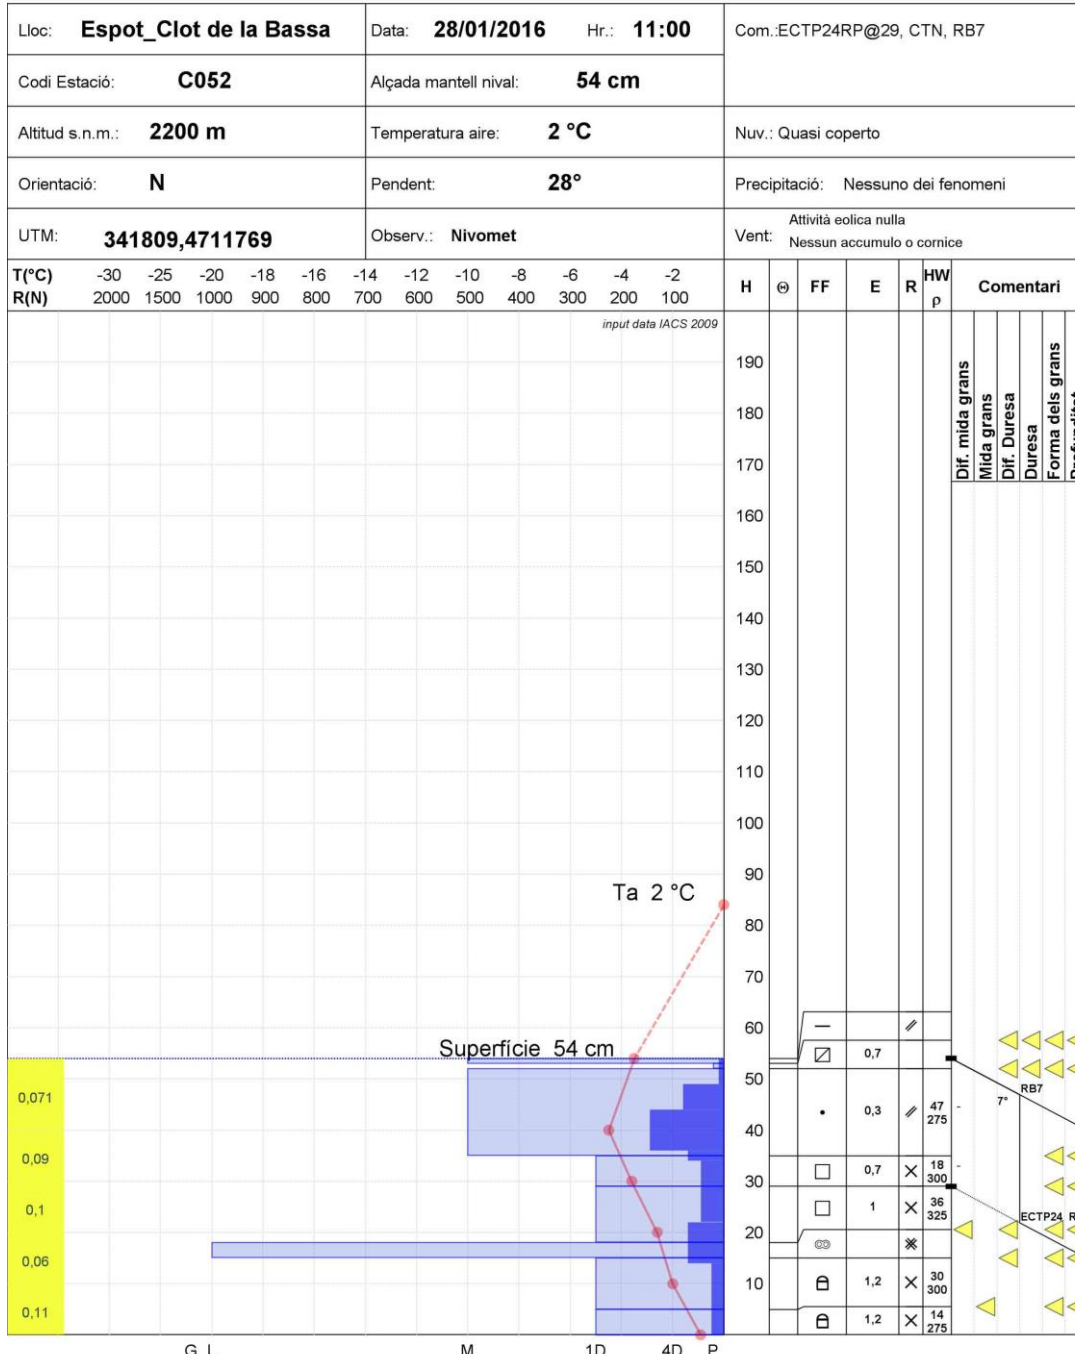 Lloc: Espot_Clot de la Bassa Data: 28/01/2016 Hr.: 11:00 Com.:ECTP24RP@29, CTN, RB7
Codi Estació: C052 Alçada mantell nival: 54 cm
Altitud s.n.m.: 2200 m Temperatura aire: 2 °C Nuv.: Quasi coperto
Orientació: N Pendent: 28° Precipitació: Nessuno dei fenomeni
UTM: 341809,4711769 Observ.: Nivomet Vent: Attività eolica nulla
Nessun accumulo o cornice
T(°C) -30 -25 -20 -18 -16 -14 -12 -10 -8 -6 -4 -2
R(N) 2000 1500 1000 900 800 700 600 500 400 300 200 100
H Θ FF E R HW ρ Comentari
input data IACS 2009
Dif. mida grans
Mida grans
Dif. Duresa
Duresa
Forma dels grans
190
180
170
160
150
140
130
120
110
100
90
Ta 2 °C
80
70
60
Superfície 54 cm
0,7
50
RB7
0,071
7°
0,3 47 -
275
40
0,09
0,7 18 -
300
30
1 36
325
0,1
ECTP24 R
20
0,06
1,2 30
300
10
0,11
1,2 14
275
G I M 1D 4D P